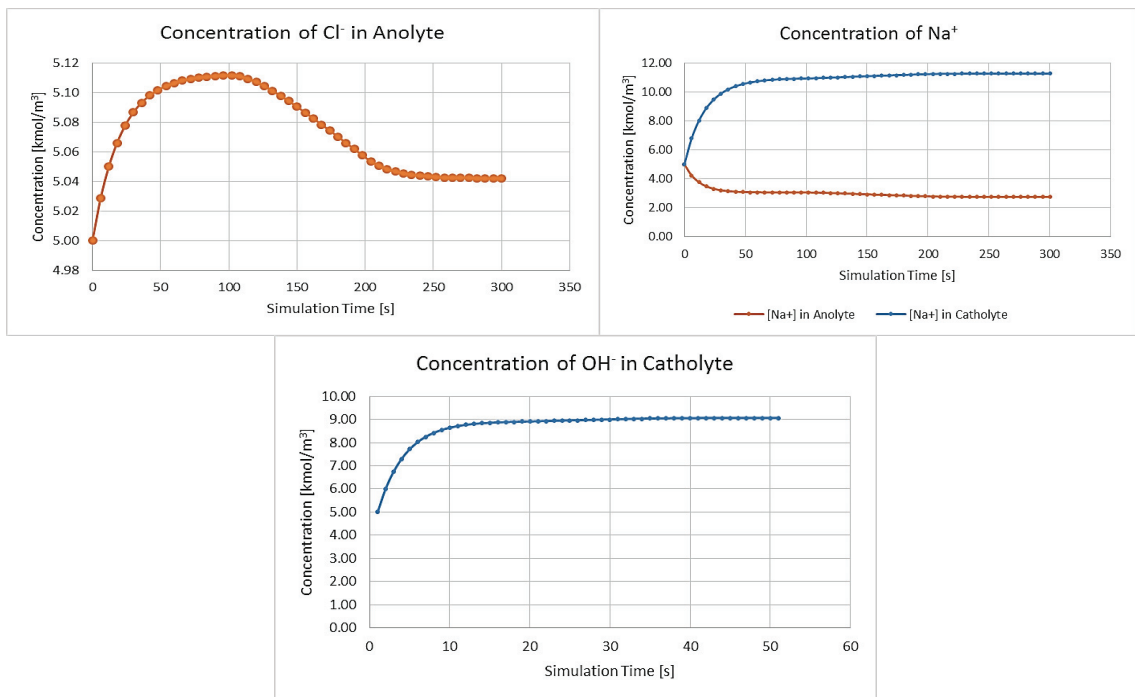 Concentration of Cl⁻ in Anolyte
Concentration [kmol/m³]
5.12
5.10
5.08
5.06
5.04
5.02
5.00
4.98
0 50 100 150 200 250 300 350
Simulation Time [s]
Concentration of Na⁺
Concentration [kmol/m³]
12.00
10.00
8.00
6.00
4.00
2.00
0.00
0 50 100 150 200 250 300 350
Simulation Time [s]
[Na+] in Anolyte [Na+] in Catholyte
Concentration of OH⁻ in Catholyte
Concentration [kmol/m³]
10.00
9.00
8.00
7.00
6.00
5.00
4.00
3.00
2.00
1.00
0.00
0 10 20 30 40 50 60
Simulation Time [s]